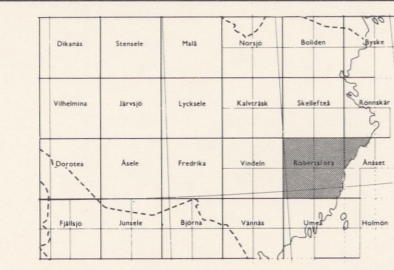 Dikanäs Stensele Malå Norsjö Boliden Byske
Vilhelmina Järvsjö Lycksele Kalvträsk Skellefteå Rönnskär
Dorotea Åsele Fredrika Vindeln Robertsfors Ånäset
Fjällsjö Junsele Björna Vännäs Umeå Holmön